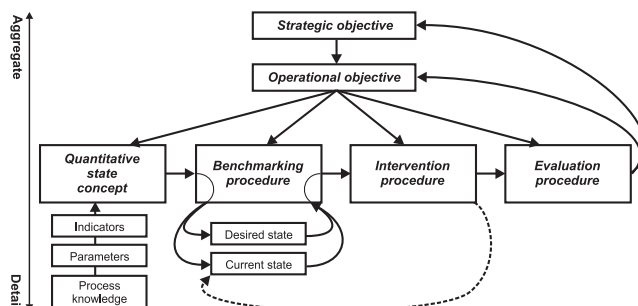 Aggregate
Strategic objective
Operational objective
Quantitative
state
concept
Benchmarking
procedure
Intervention
procedure
Evaluation
procedure
Indicators
Parameters
Process
knowledge
Desired state
Current state
Detai